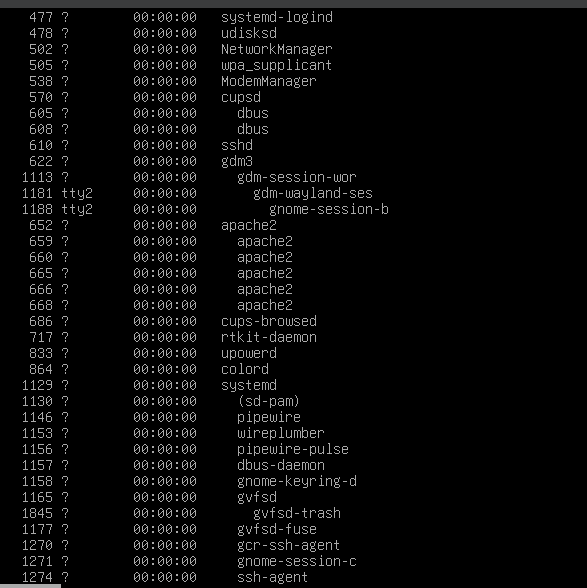 477 ? 00:00:00 systemd-logind
478 ? 00:00:00 udisksd
502 ? 00:00:00 NetworkManager
505 ? 00:00:00 wpa_supplicant
538 ? 00:00:00 ModemManager
570 ? 00:00:00 cupsd
605 ? 00:00:00 dbus
608 ? 00:00:00 dbus
610 ? 00:00:00 sshd
622 ? 00:00:00 gdm3
1113 ? 00:00:00 gdm-session-wor
1181 tty2 00:00:00 gdm-wayland-ses
1188 tty2 00:00:00 gnome-session-b
652 ? 00:00:00 apache2
659 ? 00:00:00 apache2
660 ? 00:00:00 apache2
665 ? 00:00:00 apache2
666 ? 00:00:00 apache2
668 ? 00:00:00 apache2
686 ? 00:00:00 cups-browsed
717 ? 00:00:00 rtkit-daemon
833 ? 00:00:00 upowerd
864 ? 00:00:00 colord
1129 ? 00:00:00 systemd
1130 ? 00:00:00 (sd-pam)
1146 ? 00:00:00 pipewire
1153 ? 00:00:00 wireplumber
1156 ? 00:00:00 pipewire-pulse
1157 ? 00:00:00 dbus-daemon
1158 ? 00:00:00 gnome-keyring-d
1165 ? 00:00:00 gvfsd
1845 ? 00:00:00 gvfsd-trash
1177 ? 00:00:00 gvfsd-fuse
1270 ? 00:00:00 gcr-ssh-agent
1271 ? 00:00:00 gnome-session-c
1274 ? 00:00:00 ssh-agent